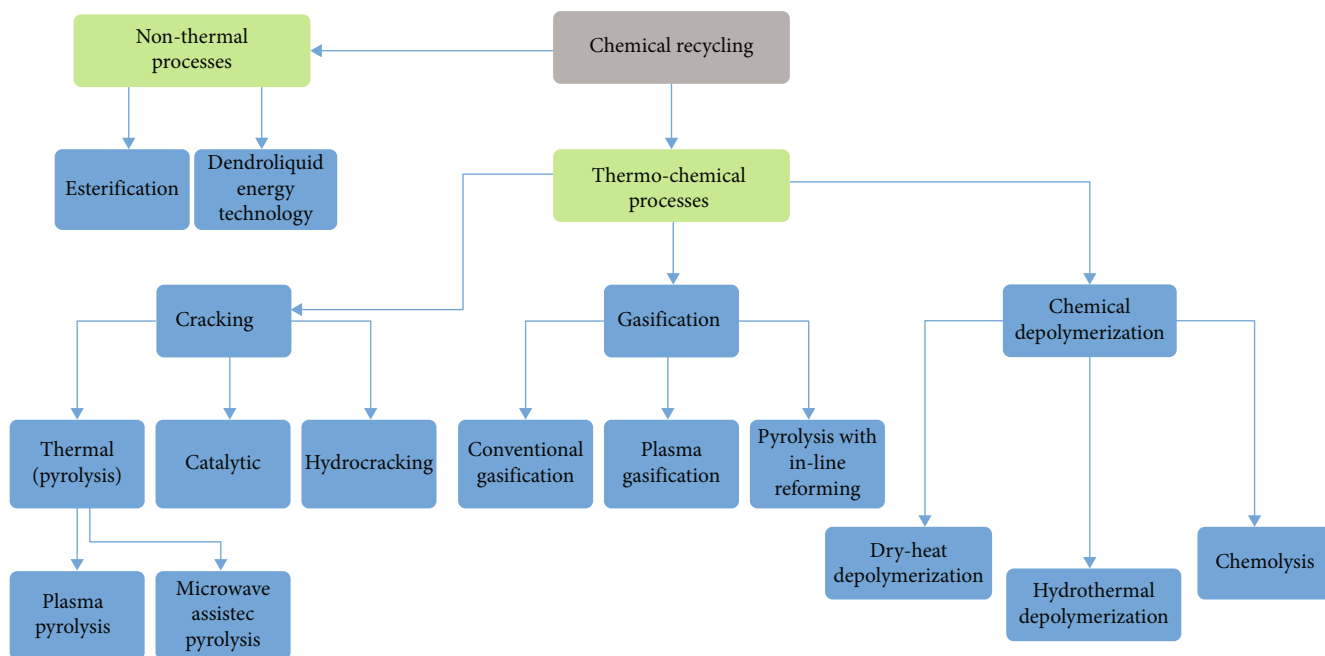 Non-thermal
processes
Chemical recycling
Esterification
Dendroliquid
energy
technology
Thermo-chemical
processes
Cracking
Gasification
Chemical
depolymerization
Thermal
(pyrolysis)
Catalytic
Hydrocracking
Conventional
gasification
Plasma
gasification
Pyrolysis with
in-line
reforming
Dry-heat
depolymerization
Hydrothermal
depolymerization
Chemolysis
Plasma
pyrolysis
Microwave
assistec
pyrolysis